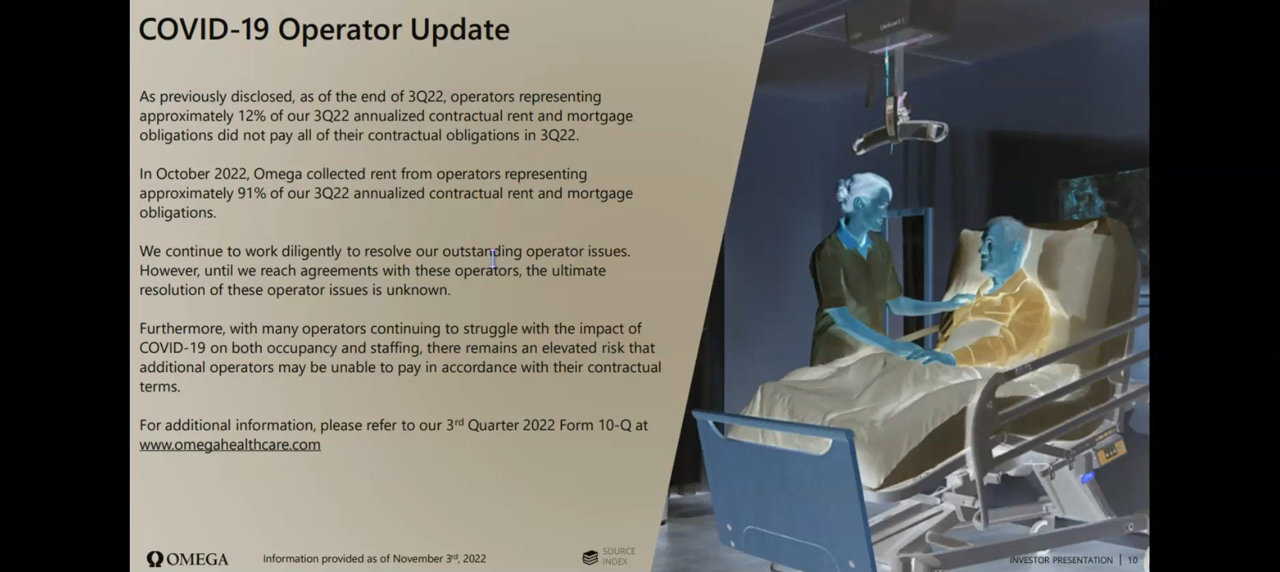 COVID-19 Operator Update
As previously disclosed, as of the end of 3Q22, operators representing
approximately 12% of our 3Q22 annualized contractual rent and mortgage
obligations did not pay all of their contractual obligations in 3Q22.
In October 2022, Omega collected rent from operators representing
approximately 91% of our 3Q22 annualized contractual rent and mortgage
obligations.
We continue to work diligently to resolve our outstanding operator issues.
However, until we reach agreements with these operators, the ultimate
resolution of these operator issues is unknown.
Furthermore, with many operators continuing to struggle with the impact of
COVID-19 on both occupancy and staffing, there remains an elevated risk that
additional operators may be unable to pay in accordance with their contractual
terms.
For additional information, please refer to our 3rd Quarter 2022 Form 10-Q at
www.omegahealthcare.com
OMEGA
Information provided as of November 3rd, 2022
SOURCE
INDEX
INVESTOR PRESENTATION | 10